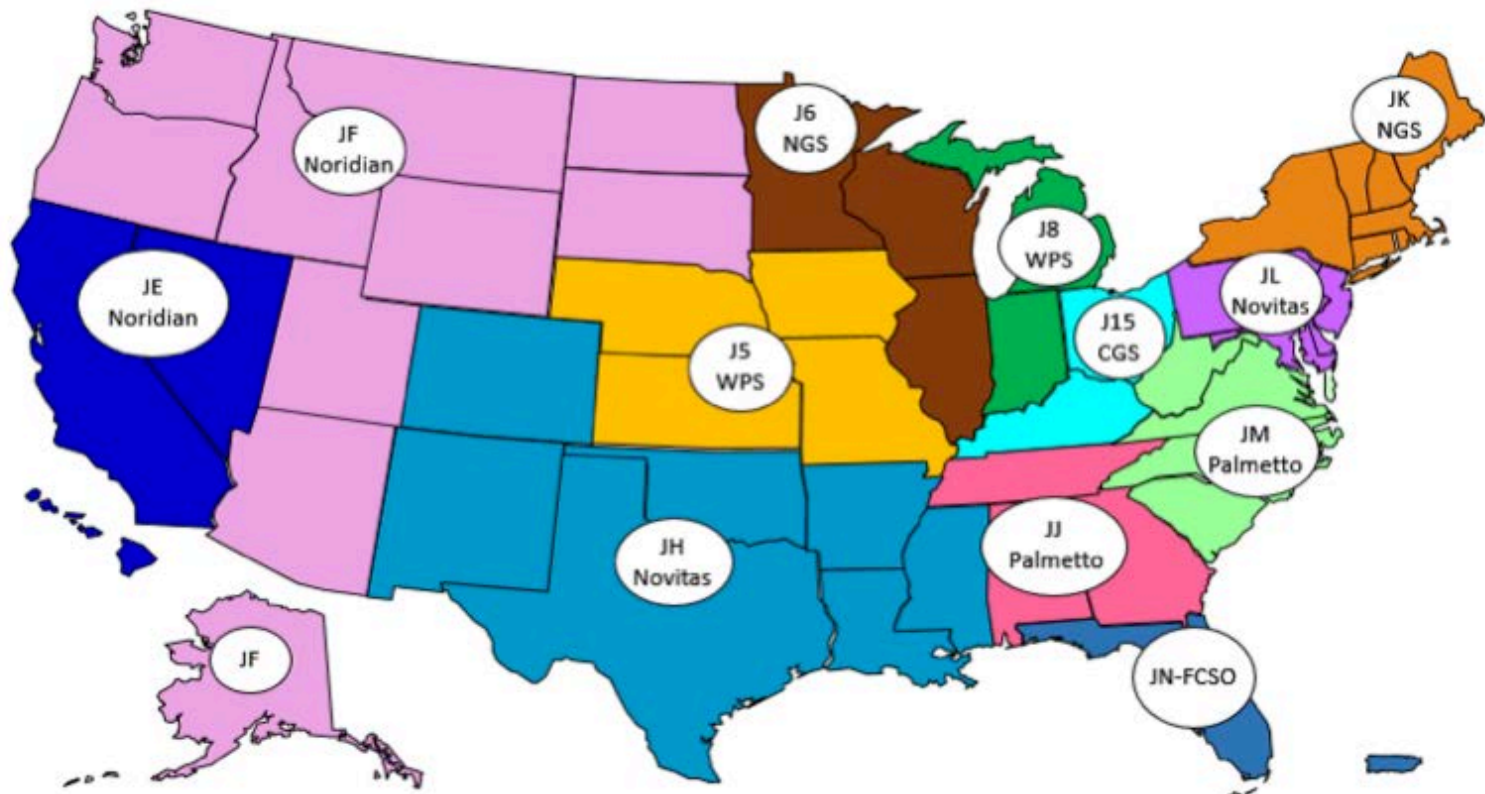 JF
Noridian
J6
NGS
JK
NGS
JE
Noridian
J8
WPS
JL
Novitas
J15
CGS
J5
WPS
JM
Palmetto
JH
Novitas
JJ
Palmetto
JF
JN-FCSO